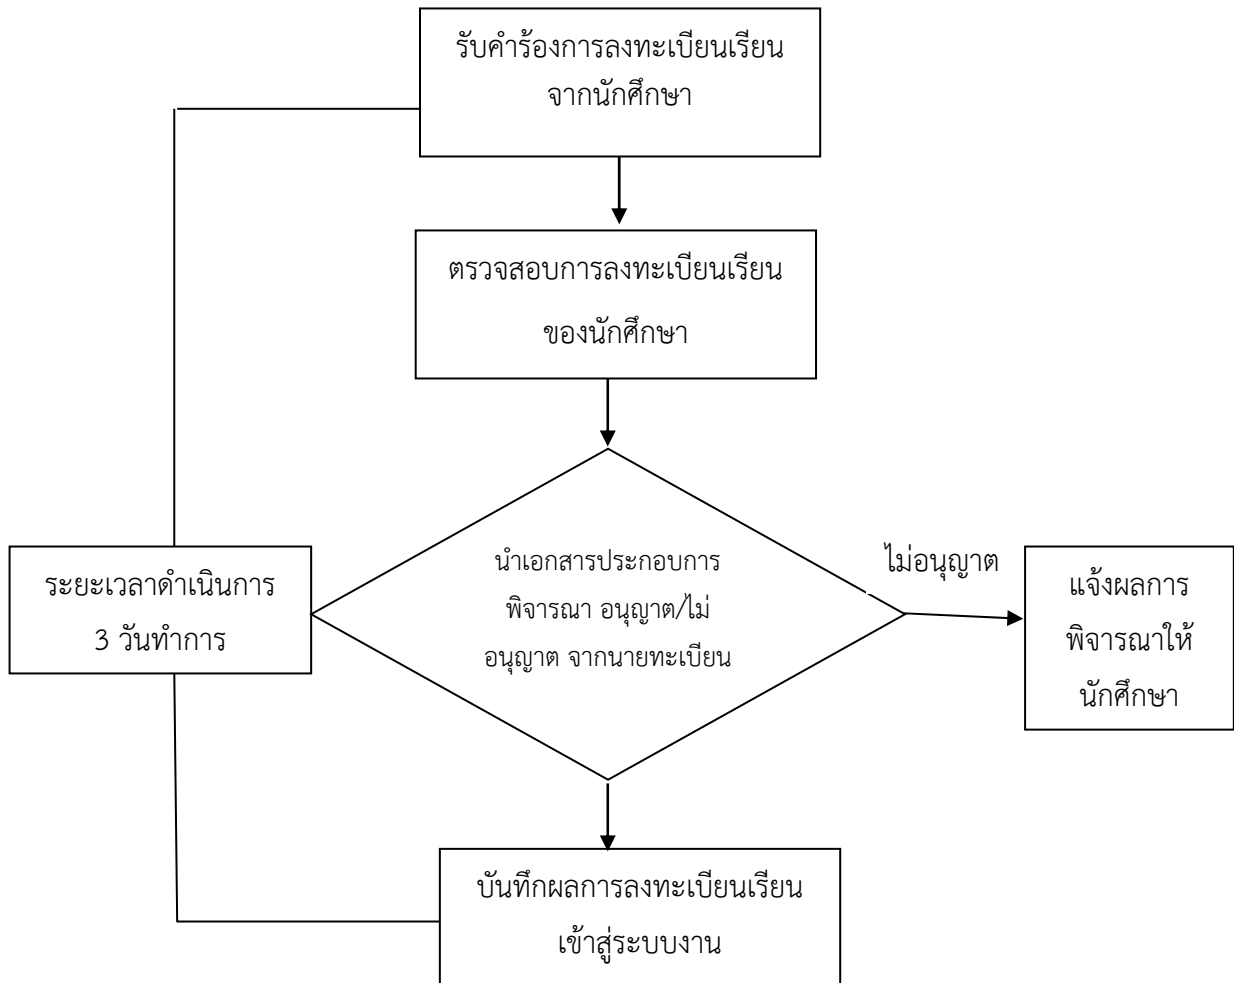 รับคำร้องการลงทะเบียนเรียน
จากนักศึกษา
ตรวจสอบการลงทะเบียนเรียน
ของนักศึกษา
นำเอกสารประกอบการ
พิจารณา อนุญาต/ไม่
อนุญาต จากนายทะเบียน
ไม่อนุญาต
แจ้งผลการ
พิจารณาให้
นักศึกษา
ระยะเวลาดำเนินการ
3 วันทำการ
บันทึกผลการลงทะเบียนเรียน
เข้าสู่ระบบงาน